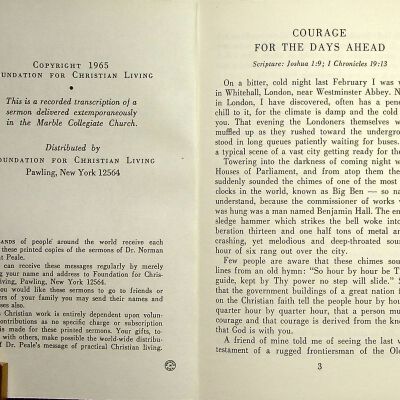 COPYRIGHT 1965
OUNDATION FOR CHRISTIAN LIVING
•
This is a recorded transcription of a
sermon delivered extemporaneously
in the Marble Collegiate Church.
Distributed by
OUNDATION FOR CHRISTIAN LIVING
Pawling, New York 12564
ANDS of people around the world receive each
these printed copies of the sermons of Dr. Norman
nt Peale.
can receive these messages regularly by merely
g your name and address to Foundation for Chris-
iving, Pawling, New York 12564.
ou would like these sermons to go to friends or
ers of your family you may send their names and
sses also.
Christian work is entirely dependent upon volun-
ontributions as no specific charge or subscription
is made for these printed sermons. Your gifts, to-
with others, make possible the world-wide distribu-
f Dr. Peale's message of practical Christian living.
COURAGE
FOR THE DAYS AHEAD
Scripture: Joshua 1:9; I Chronicles 19:13
On a bitter, cold night last February I was
in Whitehall, London, near Westminster Abbey. N
in London, I have discovered, often has a pene
chill to it, for the climate is damp and the cold
you. That evening the Londoners themselves w
muffled up as they rushed toward the undergrou
stood in long queues patiently waiting for buses.
a typical scene of a vast city getting ready for the
Towering into the darkness of coming night w
Houses of Parliament, and from atop them the
suddenly sounded the chimes of one of the most
clocks in the world, known as Big Ben — so na
understand, because the commissioner of works
was hung was a man named Benjamin Hall. The en
sledge hammer which strikes the bell woke into
beration thirteen and one half tons of metal an
crashing, yet melodious and deep-throated sour
hour of six rang out over the city.
Few people are aware that these chimes sou
lines from an old hymn: "So hour by hour be Th
guide, kept by Thy power no step will slide." S
that the government buildings of a great nation f
on the Christian faith tell the people hour by hou
quarter hour by quarter hour, that a person mu
courage and that courage is derived from the kno
that God is with you.
A friend of mine told me of seeing the last v
testament of a rugged frontiersman of the Ol
3